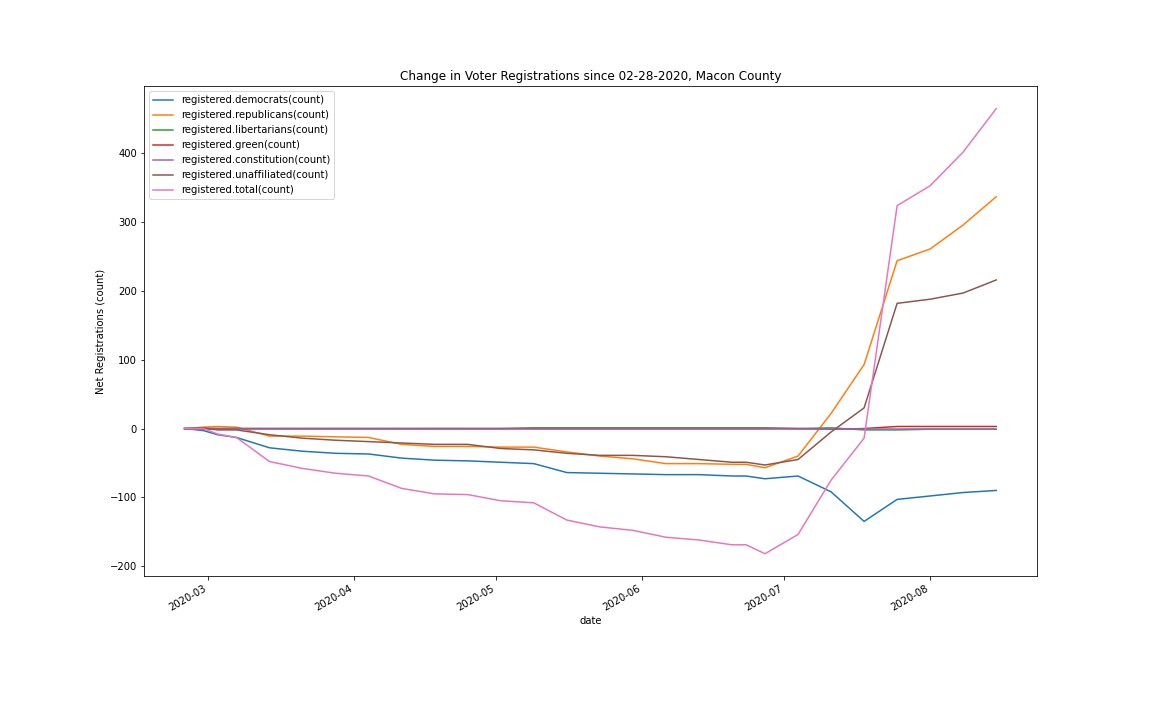 Change in Voter Registrations since 02-28-2020, Macon County
registered.democrats(count)
registered.republicans(count)
registered.libertarians(count)
registered.green(count)
registered.constitution(count)
registered.unaffiliated(count)
registered.total(count)
Net Registrations (count)
400
300
200
100
0
−100
−200
2020-03
2020-04
2020-05
2020-06
2020-07
2020-08
date